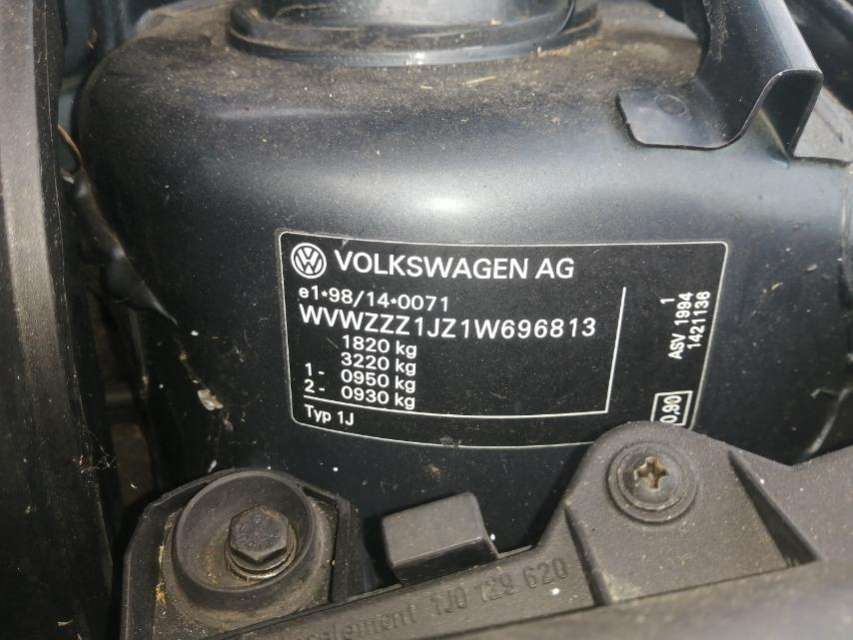 VOLKSWAGEN AG
e1*98/14*0071
WVWZZZ1JZ1W696813
1820 kg
3220 kg
1 - 0950 kg
2 - 0930 kg
Typ 1J
1
ASV 1994
1421138
0,90
1J0 129 620